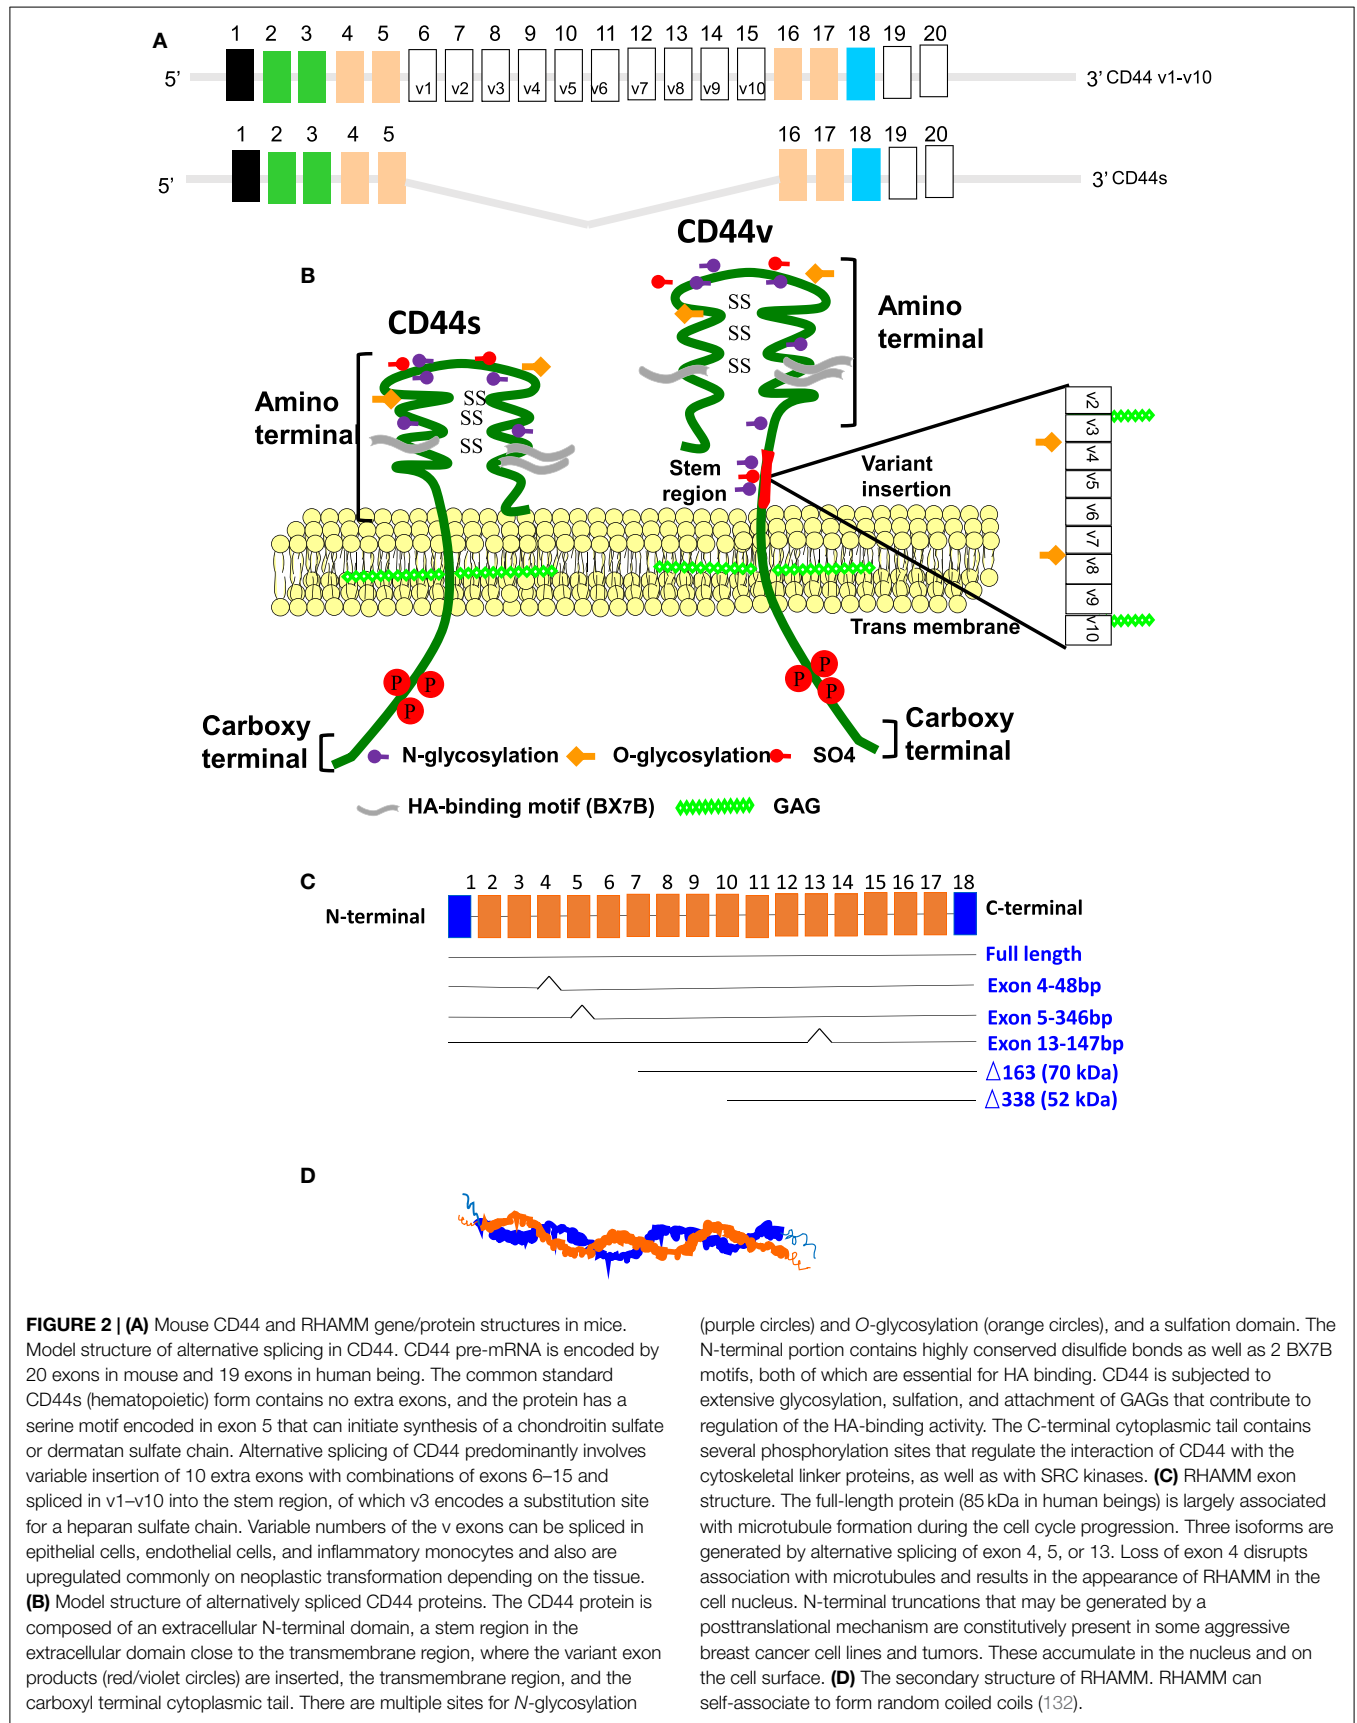 A
1 2 3 4 5 6 7 8 9 10 11 12 13 14 15 16 17 18 19 20
5’ v1 v2 v3 v4 v5 v6 v7 v8 v9 v10 3’ CD44 v1-v10
1 2 3 4 5 16 17 18 19 20
5’ 3’ CD44s
CD44v
B
SS
Amino
terminal
SS
CD44s
SS
SS
Amino
terminal
SS
SS
v2
v3
v4
v5
v6
v7
v8
v9
v10
Stem
region
Variant
insertion
Trans membrane
P P P
P P P
Carboxy
terminal
Carboxy
terminal
N-glycosylation O-glycosylation SO4
HA-binding motif (BX7B) GAG
C
1 2 3 4 5 6 7 8 9 10 11 12 13 14 15 16 17 18
N-terminal C-terminal
Full length
Exon 4-48bp
Exon 5-346bp
Exon 13-147bp
△163 (70 kDa)
△338 (52 kDa)
D
FIGURE 2 | (A) Mouse CD44 and RHAMM gene/protein structures in mice.
Model structure of alternative splicing in CD44. CD44 pre-mRNA is encoded by
20 exons in mouse and 19 exons in human being. The common standard
CD44s (hematopoietic) form contains no extra exons, and the protein has a
serine motif encoded in exon 5 that can initiate synthesis of a chondroitin sulfate
or dermatan sulfate chain. Alternative splicing of CD44 predominantly involves
variable insertion of 10 extra exons with combinations of exons 6–15 and
spliced in v1–v10 into the stem region, of which v3 encodes a substitution site
for a heparan sulfate chain. Variable numbers of the v exons can be spliced in
epithelial cells, endothelial cells, and inflammatory monocytes and also are
upregulated commonly on neoplastic transformation depending on the tissue.
(B) Model structure of alternatively spliced CD44 proteins. The CD44 protein is
composed of an extracellular N-terminal domain, a stem region in the
extracellular domain close to the transmembrane region, where the variant exon
products (red/violet circles) are inserted, the transmembrane region, and the
carboxyl terminal cytoplasmic tail. There are multiple sites for N-glycosylation
(purple circles) and O-glycosylation (orange circles), and a sulfation domain. The
N-terminal portion contains highly conserved disulfide bonds as well as 2 BX7B
motifs, both of which are essential for HA binding. CD44 is subjected to
extensive glycosylation, sulfation, and attachment of GAGs that contribute to
regulation of the HA-binding activity. The C-terminal cytoplasmic tail contains
several phosphorylation sites that regulate the interaction of CD44 with the
cytoskeletal linker proteins, as well as with SRC kinases. (C) RHAMM exon
structure. The full-length protein (85 kDa in human beings) is largely associated
with microtubule formation during the cell cycle progression. Three isoforms are
generated by alternative splicing of exon 4, 5, or 13. Loss of exon 4 disrupts
association with microtubules and results in the appearance of RHAMM in the
cell nucleus. N-terminal truncations that may be generated by a
posttranslational mechanism are constitutively present in some aggressive
breast cancer cell lines and tumors. These accumulate in the nucleus and on
the cell surface. (D) The secondary structure of RHAMM. RHAMM can
self-associate to form random coiled coils (132).